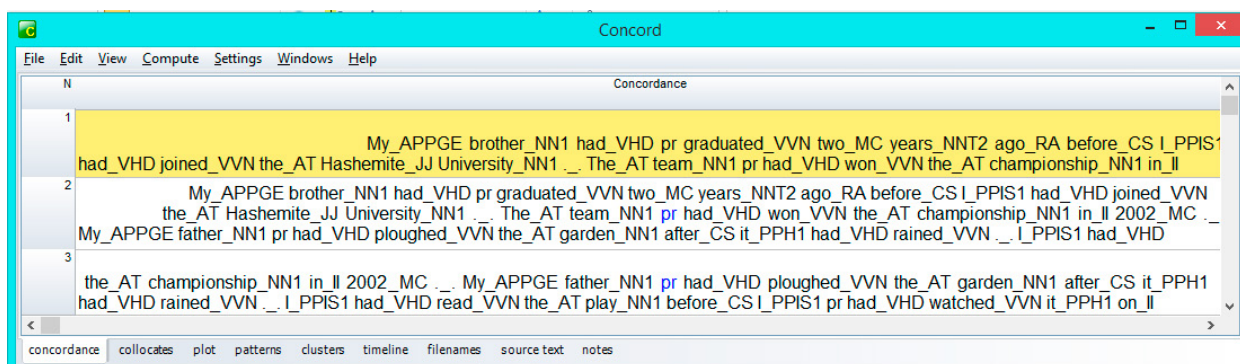 Concord
File Edit View Compute Settings Windows Help
N Concordance
1
My_APPGE brother_NN1 had_VHD pr graduated_VVN two_MC years_NNT2 ago_RA before_CS I_PPIS1
had_VHD joined_VVN the_AT Hashemite_JJ University_NN1 ._. The_AT team_NN1 pr had_VHD won_VVN the_AT championship_NN1 in_II
2
My_APPGE brother_NN1 had_VHD pr graduated_VVN two_MC years_NNT2 ago_RA before_CS I_PPIS1 had_VHD joined_VVN
the_AT Hashemite_JJ University_NN1 ._. The_AT team_NN1 pr had_VHD won_VVN the_AT championship_NN1 in_II 2002_MC ._
My_APPGE father_NN1 pr had_VHD ploughed_VVN the_AT garden_NN1 after_CS it_PPH1 had_VHD rained_VVN ._. I_PPIS1 had_VHD
3
the_AT championship_NN1 in_II 2002_MC ._. My_APPGE father_NN1 pr had_VHD ploughed_VVN the_AT garden_NN1 after_CS it_PPH1
had_VHD rained_VVN ._. I_PPIS1 had_VHD read_VVN the_AT play_NN1 before_CS I_PPIS1 pr had_VHD watched_VVN it_PPH1 on_II
concordance collocates plot patterns clusters timeline filenames source text notes